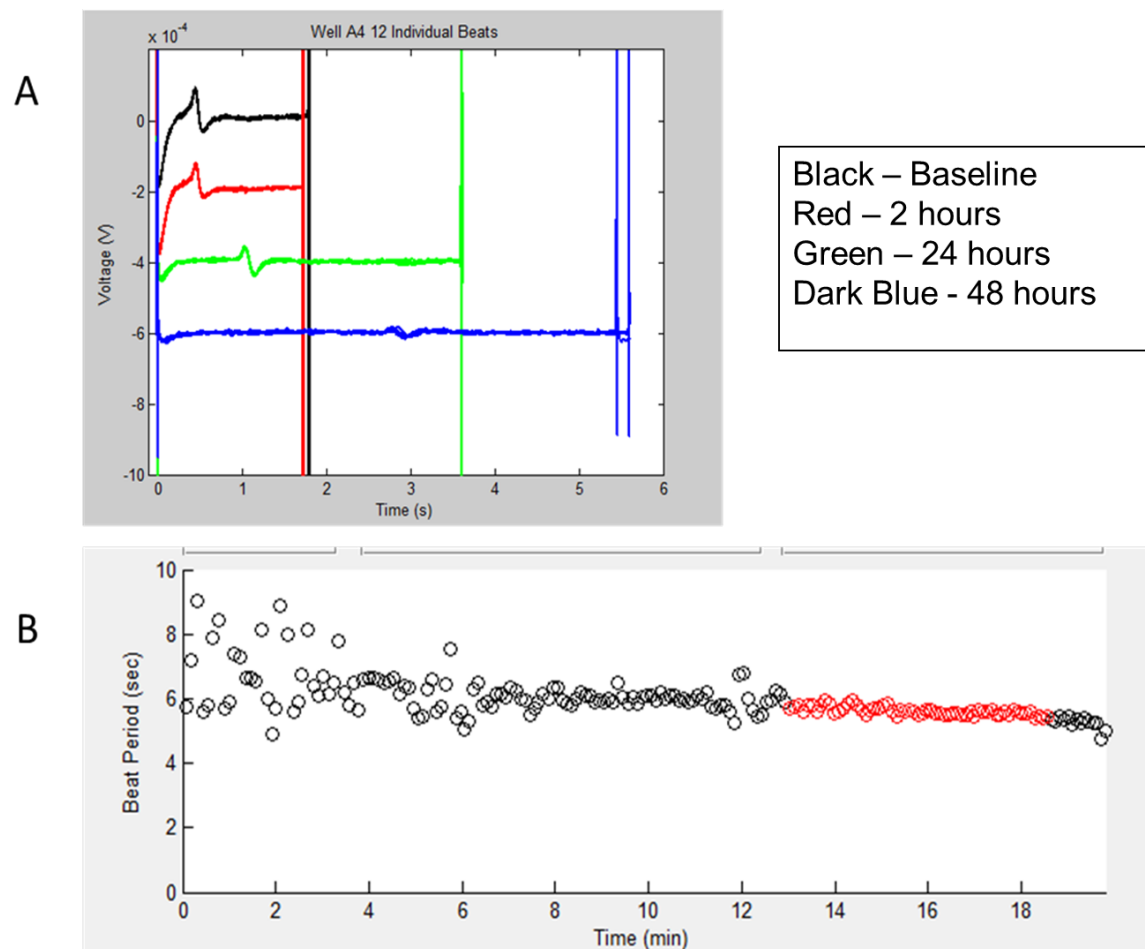 A
x 10⁻⁴
Well A4 12 Individual Beats
0
-2
-4
-6
-8
-10
Voltage (V)
0 1 2 3 4 5 6
Time (s)
Black – Baseline
Red – 2 hours
Green – 24 hours
Dark Blue - 48 hours
B
10
8
6
4
2
0
Beat Period (sec)
0 2 4 6 8 10 12 14 16 18
Time (min)